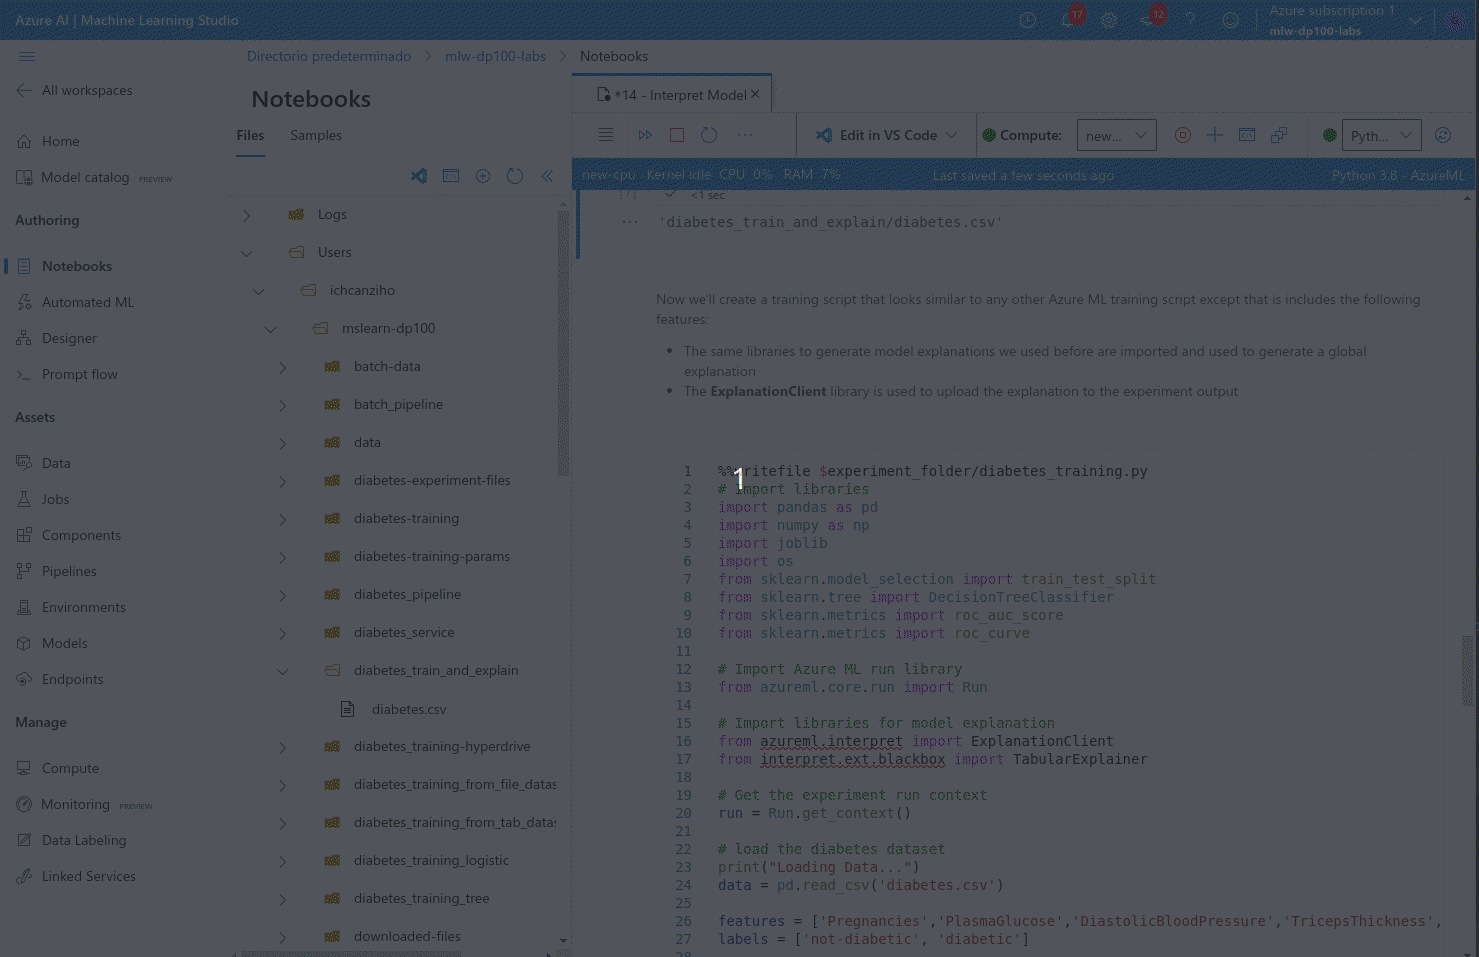 Azure AI | Machine Learning Studio
17
12
Azure subscription 1
mlw-dp100-labs
All workspaces
Home
Model catalog PREVIEW
Authoring
Notebooks
Automated ML
Designer
Prompt flow
Assets
Data
Jobs
Components
Pipelines
Environments
Models
Endpoints
Manage
Compute
Monitoring PREVIEW
Data Labeling
Linked Services
Directorio predeterminado > mlw-dp100-labs > Notebooks
Notebooks
Files Samples
Logs
Users
ichcanziho
mslearn-dp100
batch-data
batch_pipeline
data
diabetes-experiment-files
diabetes-training
diabetes-training-params
diabetes_pipeline
diabetes_service
diabetes_train_and_explain
diabetes.csv
diabetes_training-hyperdrive
diabetes_training_from_file_datas
diabetes_training_from_tab_datas
diabetes_training_logistic
diabetes_training_tree
downloaded-files
*14 - Interpret Model
Edit in VS Code Compute: new... Pyth...
new-cpu Kernel idle CPU 0% RAM 7% Last saved a few seconds ago Python 3.8 - AzureML
[7] <1 sec
'diabetes_train_and_explain/diabetes.csv'
Now we'll create a training script that looks similar to any other Azure ML training script except that is includes the following
features:
• The same libraries to generate model explanations we used before are imported and used to generate a global
explanation
• The ExplanationClient library is used to upload the explanation to the experiment output
1
1 %%writefile $experiment_folder/diabetes_training.py
2 # Import libraries
3 import pandas as pd
4 import numpy as np
5 import joblib
6 import os
7 from sklearn.model_selection import train_test_split
8 from sklearn.tree import DecisionTreeClassifier
9 from sklearn.metrics import roc_auc_score
10 from sklearn.metrics import roc_curve
11
12 # Import Azure ML run library
13 from azureml.core.run import Run
14
15 # Import libraries for model explanation
16 from azureml.interpret import ExplanationClient
17 from interpret.ext.blackbox import TabularExplainer
18
19 # Get the experiment run context
20 run = Run.get_context()
21
22 # load the diabetes dataset
23 print("Loading Data...")
24 data = pd.read_csv('diabetes.csv')
25
26 features = ['Pregnancies','PlasmaGlucose','DiastolicBloodPressure','TricepsThickness',
27 labels = ['not-diabetic', 'diabetic']
28